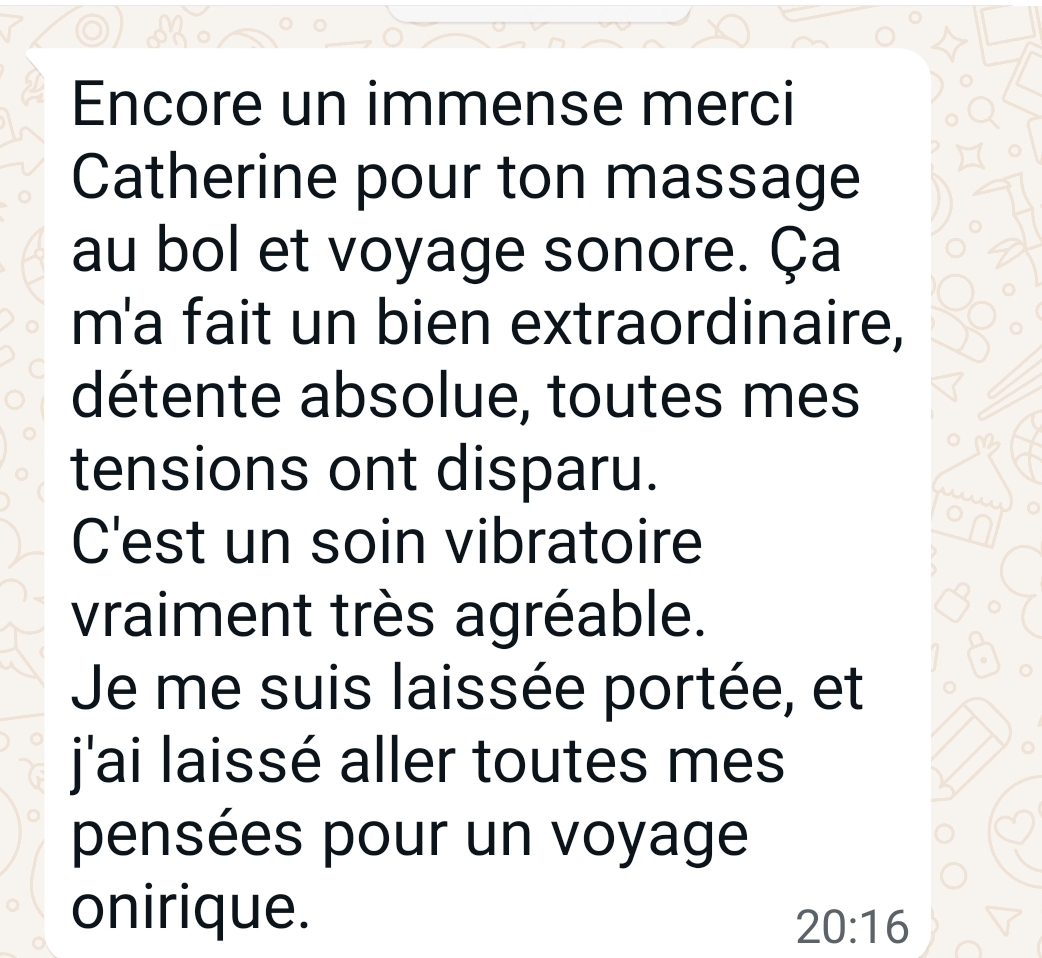 Encore un immense merci
Catherine pour ton massage
au bol et voyage sonore. Ça
m'a fait un bien extraordinaire,
détente absolue, toutes mes
tensions ont disparu.
C'est un soin vibratoire
vraiment très agréable.
Je me suis laissée portée, et
j'ai laissé aller toutes mes
pensées pour un voyage
onirique.
20:16